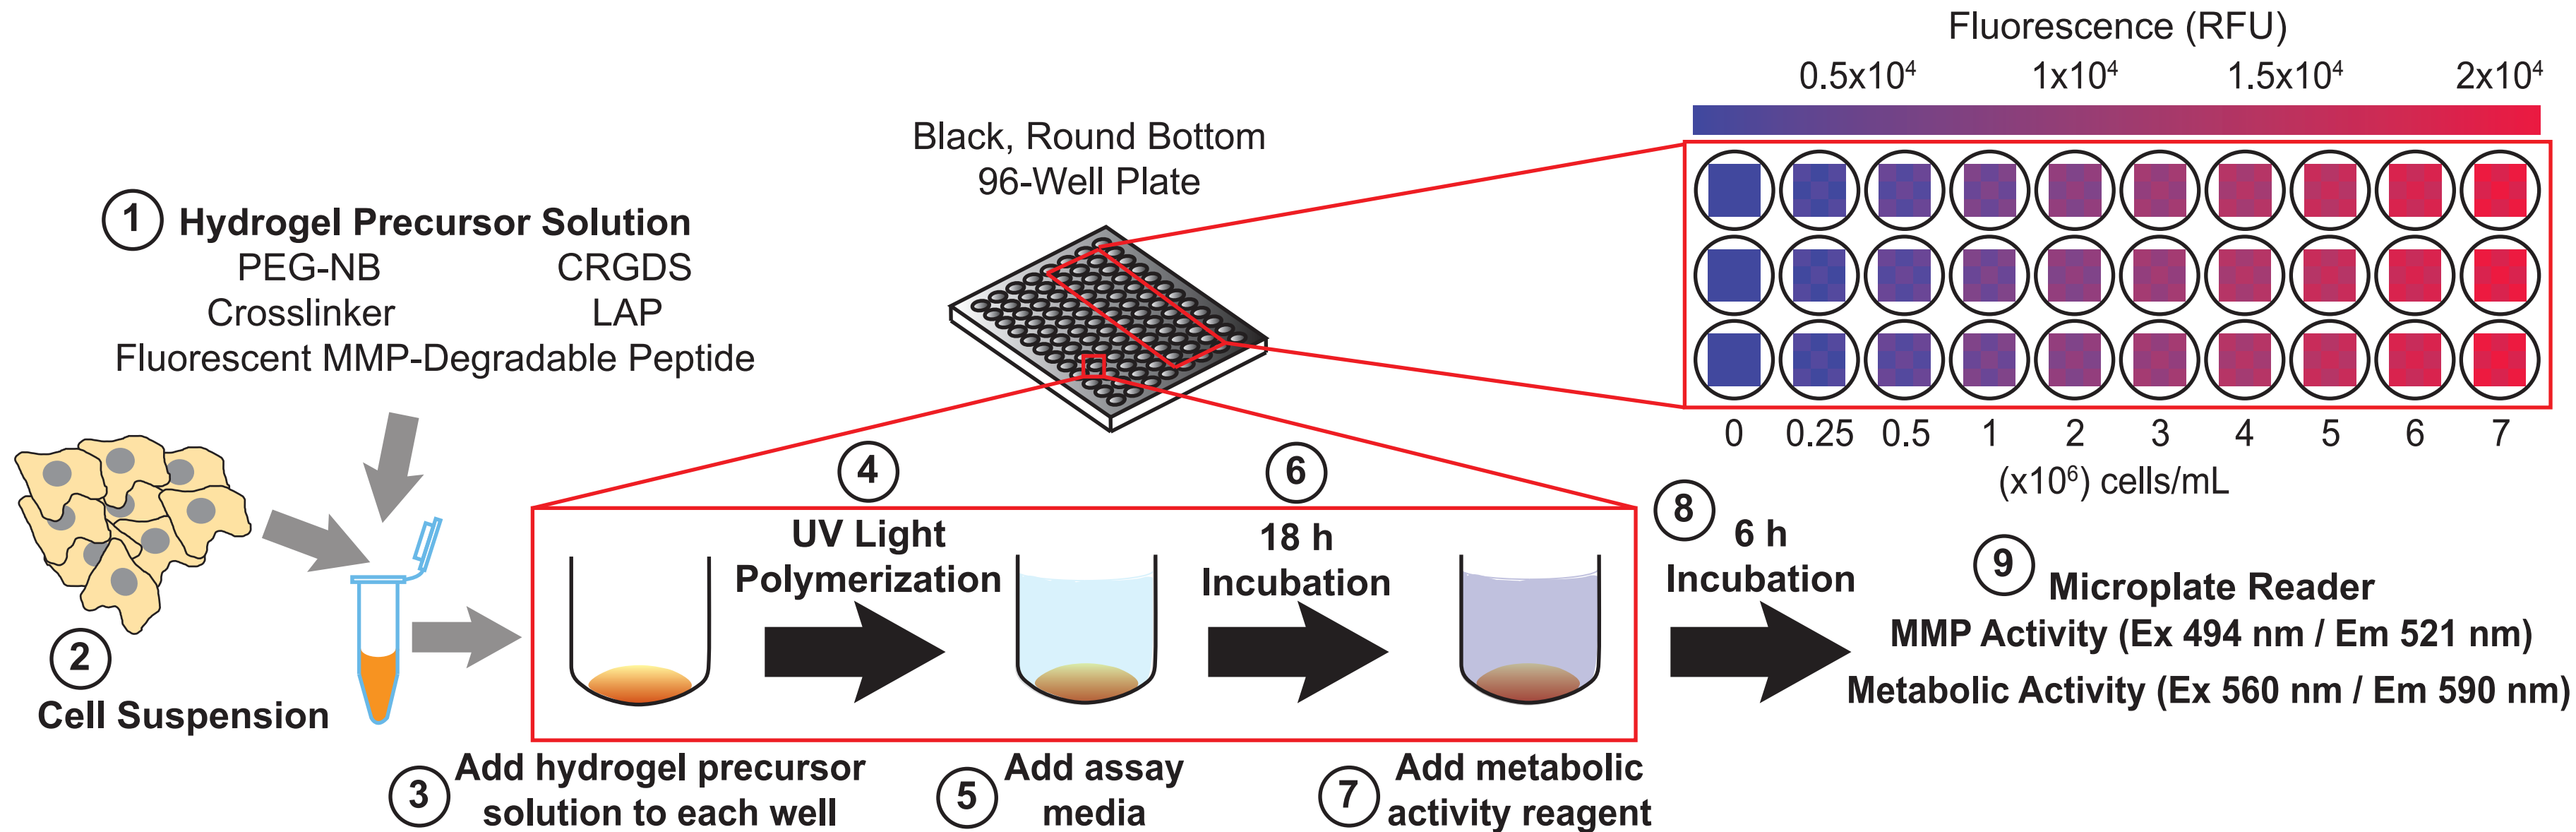 Fluorescence (RFU)
0.5x10⁴ 1x10⁴ 1.5x10⁴ 2x10⁴
Black, Round Bottom
96-Well Plate
1 Hydrogel Precursor Solution
PEG-NB CRGDS
Crosslinker LAP
Fluorescent MMP-Degradable Peptide
0 0.25 0.5 1 2 3 4 5 6 7
(x10⁶) cells/mL
2
Cell Suspension
3 Add hydrogel precursor
solution to each well
4
UV Light
Polymerization
5 Add assay
media
6
18 h
Incubation
7 Add metabolic
activity reagent
8
6 h
Incubation
9 Microplate Reader
MMP Activity (Ex 494 nm / Em 521 nm)
Metabolic Activity (Ex 560 nm / Em 590 nm)